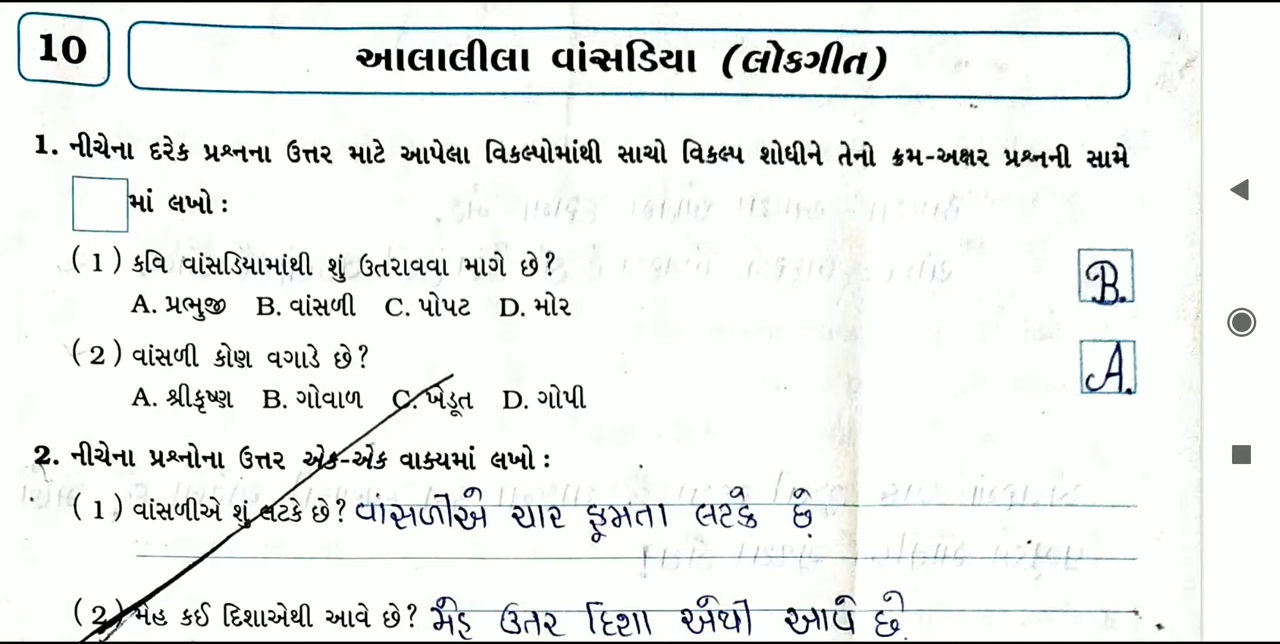 10 આલાલીલા વાંસડિયા (લોકગીત)
1. નીચેના દરેક પ્રશ્નના ઉત્તર માટે આપેલા વિકલ્પોમાંથી સાચો વિકલ્પ શોધીને તેનો ક્રમ-અક્ષર પ્રશ્નની સામે
માં લખો :
(1) કવિ વાંસડિયામાંથી શું ઉતરાવવા માગે છે? B.
A. પ્રભુજી B. વાંસળી C. પોપટ D. મોર
(2) વાંસળી કોણ વગાડે છે? A.
A. શ્રીકૃષ્ણ B. ગોવાળ C. ખેડૂત D. ગોપી
2. નીચેના પ્રશ્નોના ઉત્તર એક-એક વાક્યમાં લખો :
(1) વાંસળીએ શું લટકે છે? વાંસળીએ ચાર ફૂમતા લટકે છે.
(2) મેહ કઈ દિશાએથી આવે છે? મેહ ઉતર દિશા એથી આવે છે